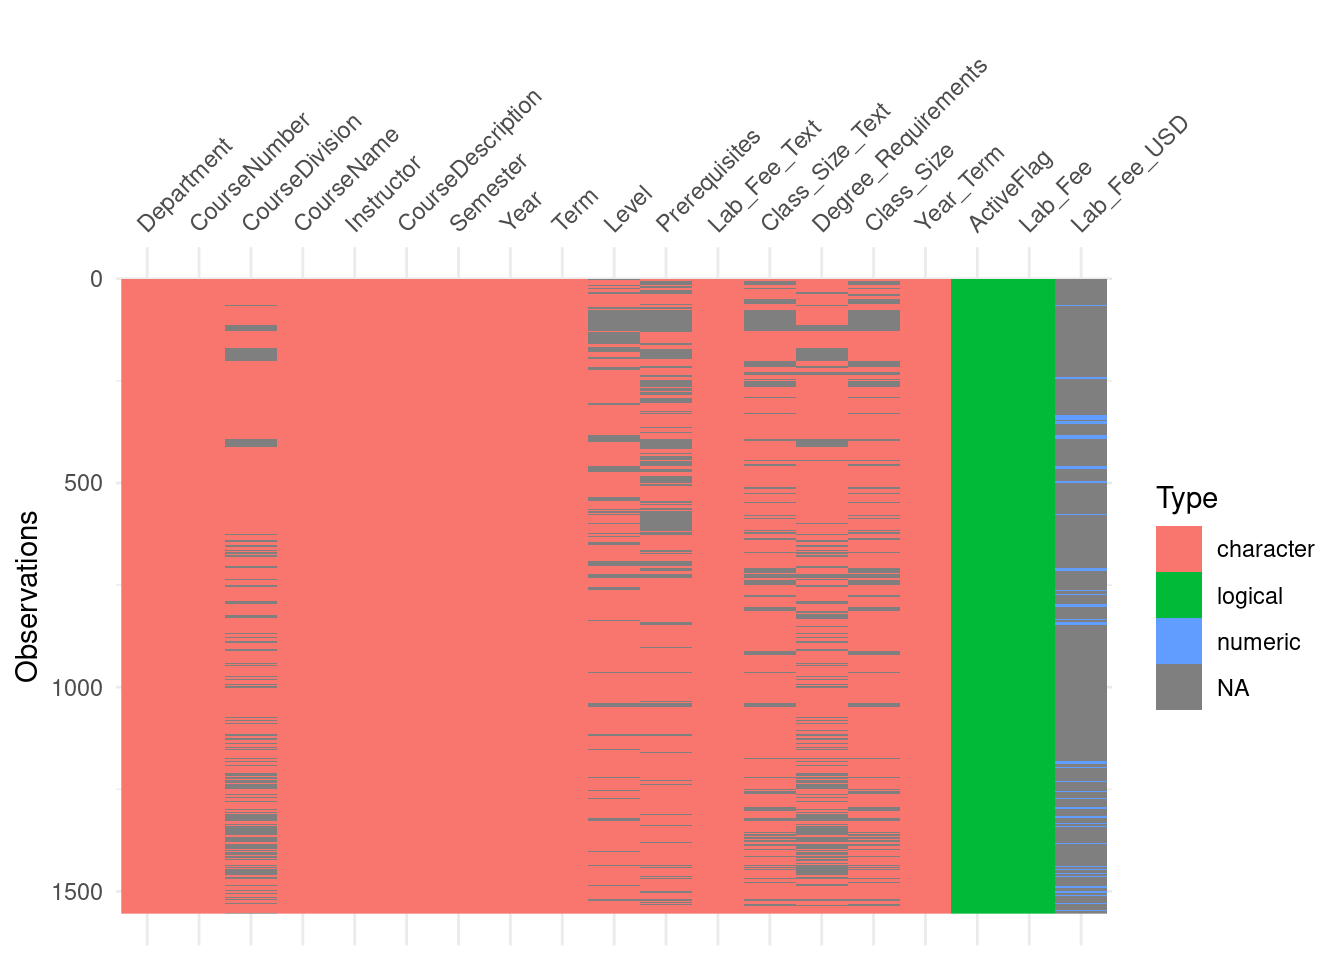 Department
CourseNumber
CourseDivision
CourseName
Instructor
CourseDescription
Semester
Year
Term
Level
Prerequisites
Lab_Fee_Text
Class_Size_Text
Degree_Requirements
Class_Size
Year_Term
ActiveFlag
Lab_Fee
Lab_Fee_USD
0
500
1000
1500
Observations
Type
character
logical
numeric
NA